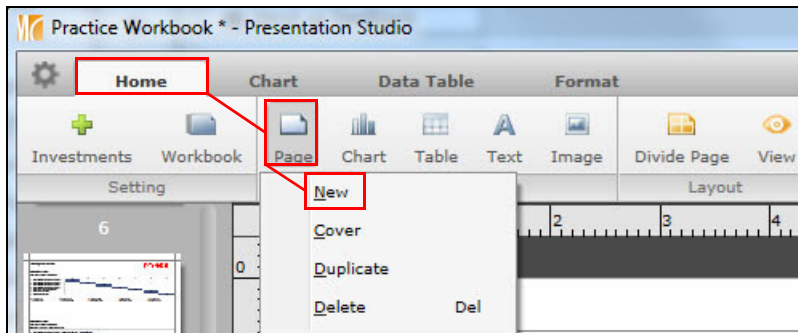 Practice Workbook * - Presentation Studio
Home Chart Data Table Format
Investments Workbook Page Chart Table Text Image Divide Page View
Setting Layout
New
6 2 3 4
Cover
0 Duplicate
Delete Del